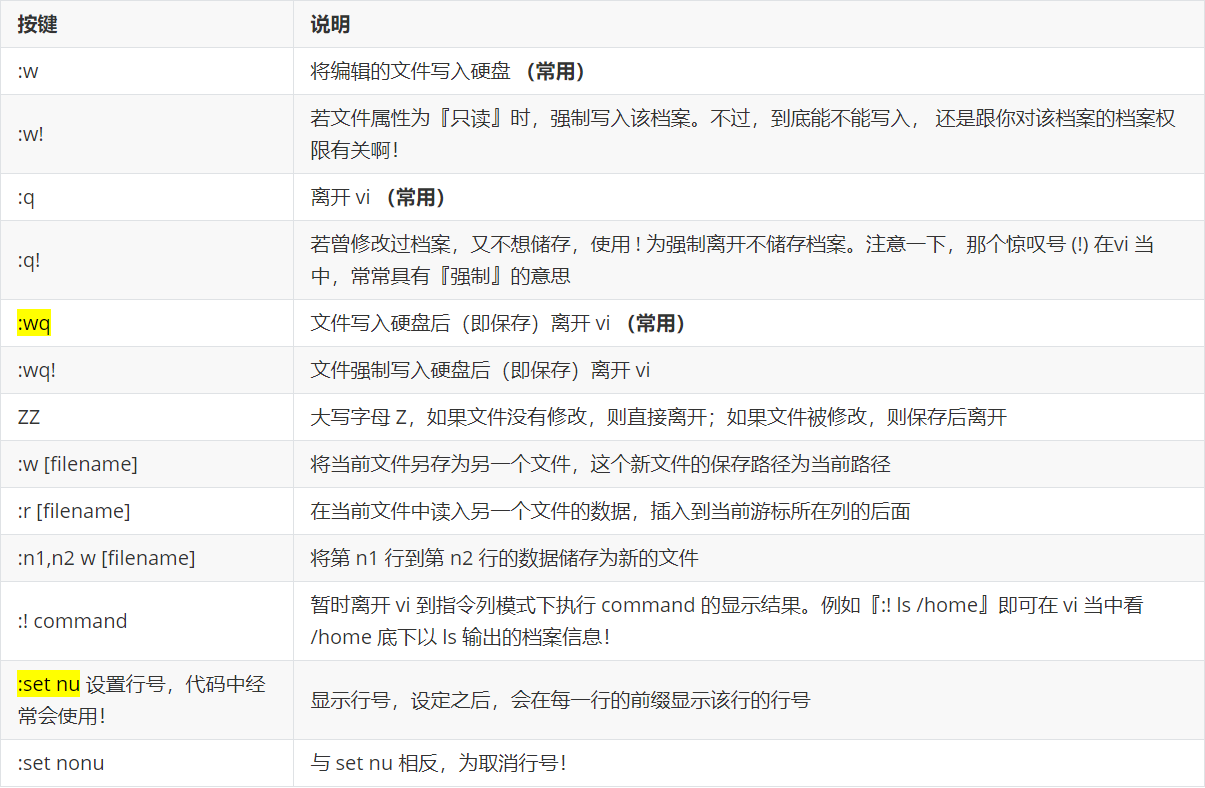 按键
说明
:w
将编辑的文件写入硬盘 （常用）
:w!
若文件属性为『只读』时，强制写入该档案。不过，到底能不能写入， 还是跟你对该档案的档案权
限有关啊！
:q
离开 vi （常用）
:q!
若曾修改过档案，又不想储存，使用 ! 为强制离开不储存档案。注意一下，那个惊叹号 (!) 在vi 当
中，常常具有『强制』的意思
:wq
文件写入硬盘后（即保存）离开 vi （常用）
:wq!
文件强制写入硬盘后（即保存）离开 vi
ZZ
大写字母 Z，如果文件没有修改，则直接离开；如果文件被修改，则保存后离开
:w [filename]
将当前文件另存为另一个文件，这个新文件的保存路径为当前路径
:r [filename]
在当前文件中读入另一个文件的数据，插入到当前游标所在列的后面
:n1,n2 w [filename]
将第 n1 行到第 n2 行的数据储存为新的文件
:! command
暂时离开 vi 到指令列模式下执行 command 的显示结果。例如『:! ls /home』即可在 vi 当中看
/home 底下以 ls 输出的档案信息！
:set nu 设置行号，代码中经
常会使用！
显示行号，设定之后，会在每一行的前缀显示该行的行号
:set nonu
与 set nu 相反，为取消行号！